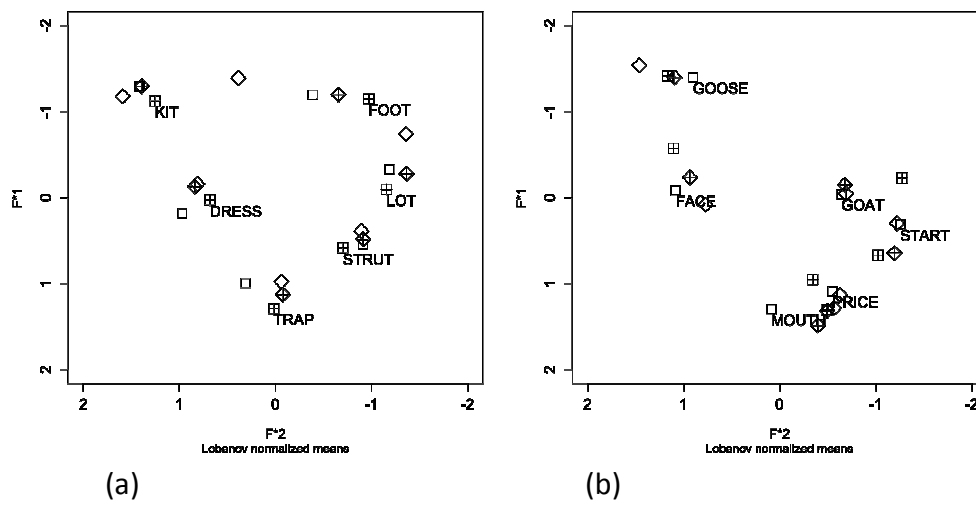 -2
-1
0
1
2
F*1
KIT
FOOT
DRESS
LOT
STRUT
TRAP
2
1
0
-1
-2
F*2
Lobanov normalized means
(a)
-2
-1
0
1
2
F*1
GOOSE
FACE
GOAT
START
PRICE
MOUTH
2
1
0
-1
-2
F*2
Lobanov normalized means
(b)